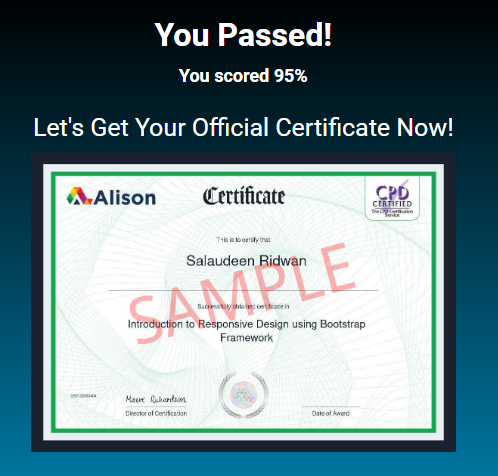 You Passed!
You scored 95%
Let's Get Your Official Certificate Now!
Alison
Certificate
CPD
CERTIFIED
The CPD Certification
Service
This is to certify that
Salaudeen Ridwan
SAMPLE
Successfully obtained certificate in
Introduction to Responsive Design using Bootstrap
Framework
Maeve Richardson
Director of Certification
Date of Award